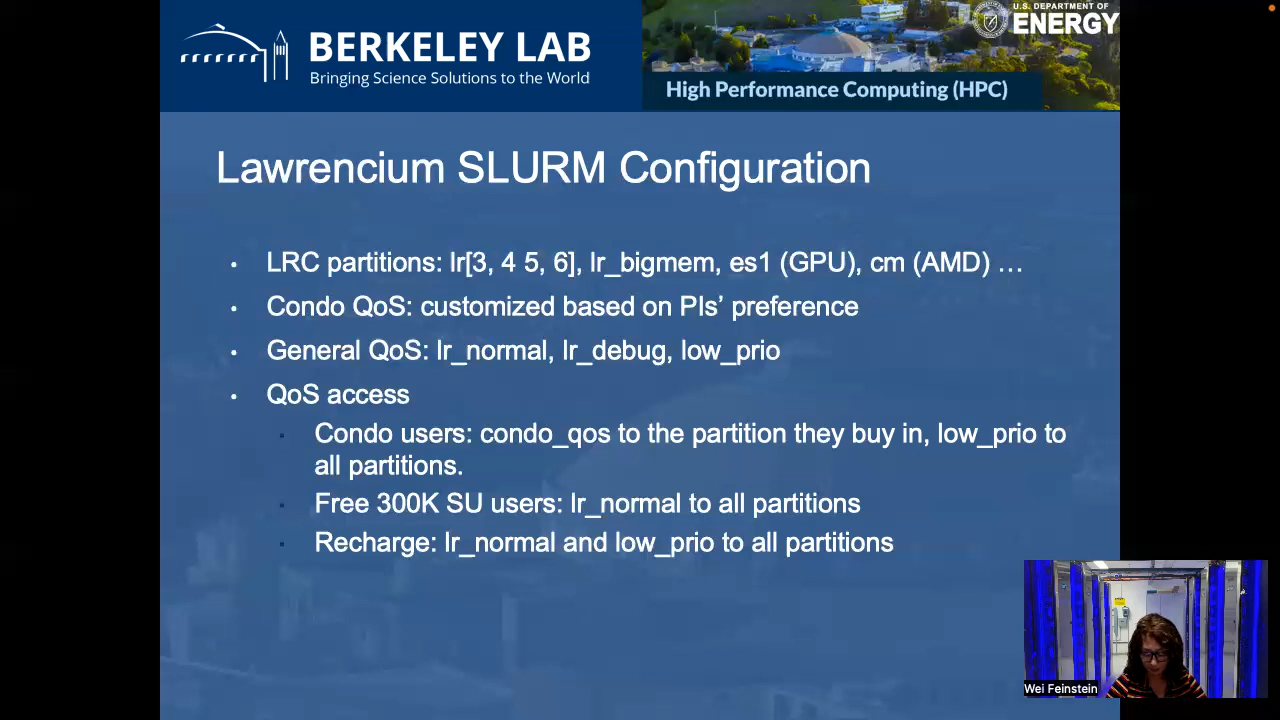 BERKELEY LAB
Bringing Science Solutions to the World
U.S. DEPARTMENT OF
ENERGY
High Performance Computing (HPC)
Lawrencium SLURM Configuration
• LRC partitions: lr[3, 4 5, 6], lr_bigmem, es1 (GPU), cm (AMD) …
• Condo QoS: customized based on PIs’ preference
• General QoS: lr_normal, lr_debug, low_prio
• QoS access
Condo users: condo_qos to the partition they buy in, low_prio to
all partitions.
Free 300K SU users: lr_normal to all partitions
Recharge: lr_normal and low_prio to all partitions
Wei Feinstein